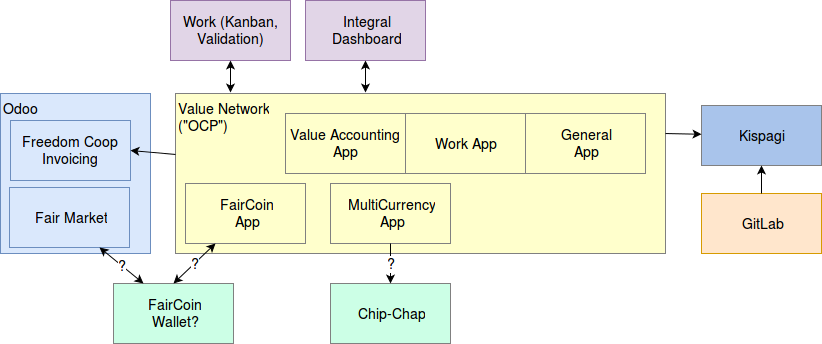 Work (Kanban,
Validation)
Integral
Dashboard
Odoo
Freedom Coop
Invoicing
Fair Market
Value Network
("OCP")
Value Accounting
App
Work App
General
App
FairCoin
App
MultiCurrency
App
Kispagi
GitLab
?
?
?
FairCoin
Wallet?
Chip-Chap